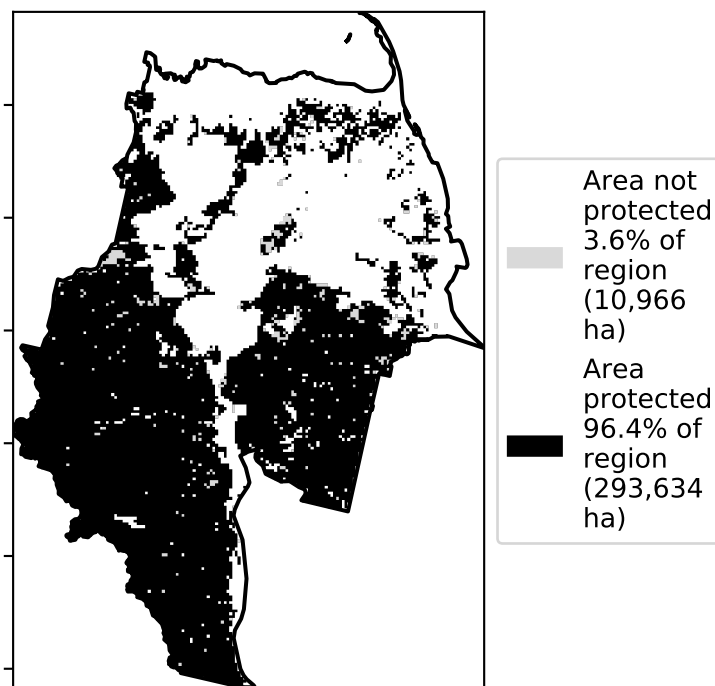 Area not
protected
3.6% of
region
(10,966
ha)
Area
protected
96.4% of
region
(293,634
ha)